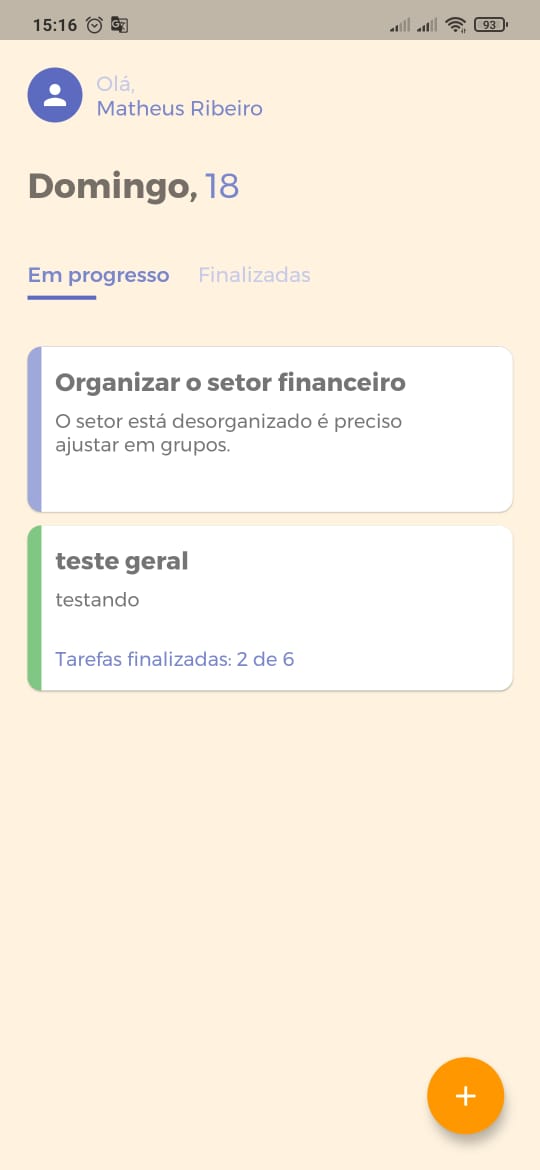 15:16
93
Olá,
Matheus Ribeiro
Domingo, 18
Em progresso Finalizadas
Organizar o setor financeiro
O setor está desorganizado é preciso
ajustar em grupos.
teste geral
testando
Tarefas finalizadas: 2 de 6
+